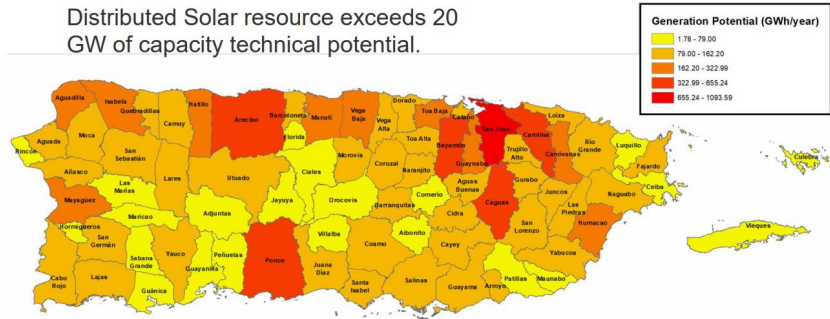 Distributed Solar resource exceeds 20
GW of capacity technical potential.
Generation Potential (GWh/year)
1.78 - 79.00
79.00 - 162.20
162.20 - 322.99
322.99 - 655.24
655.24 - 1093.59
Aguadilla
Isabela
Quebradillas
Camuy
Hatillo
Arecibo
Barceloneta
Florida
Manatí
Vega
Baja
Vega
Alta
Dorado
Toa Baja
Cataño
San Juan
Carolina
Loiza
Rincón
Aguada
Moca
San
Sebastián
Morovis
Corozal
Toa Alta
Naranjito
Bayamón
Guaynabo
Trujillo
Alto
Canóvanas
Río
Grande
Luquillo
Fajardo
Culebra
Añasco
Las
Marías
Lares
Utuado
Ciales
Jayuya
Orocovis
Barranquitas
Comerío
Aguas
Buenas
Cidra
Caguas
Gurabo
Juncos
San
Lorenzo
Las
Piedras
Naguabo
Ceiba
Humacao
Vieques
Mayagüez
Maricao
Adjuntas
Hormigueros
San
Germán
Sabana
Grande
Yauco
Guayanilla
Peñuelas
Ponce
Villalba
Juana
Díaz
Coamo
Aibonito
Cayey
Cabo
Rojo
Lajas
Guánica
Santa
Isabel
Salinas
Guayama
Arroyo
Patillas
Maunabo
Yabucoa